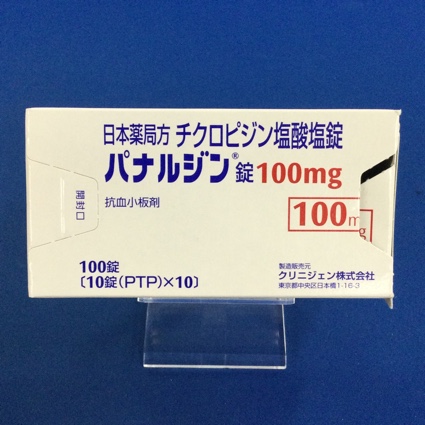 日本薬局方 チクロピジン塩酸塩錠
パナルジン®錠100mg
抗血小板剤
100mg
開封口
100錠
〔10錠(PTP)×10〕
製造販売元
クリニジェン株式会社
東京都中央区日本橋1-16-3